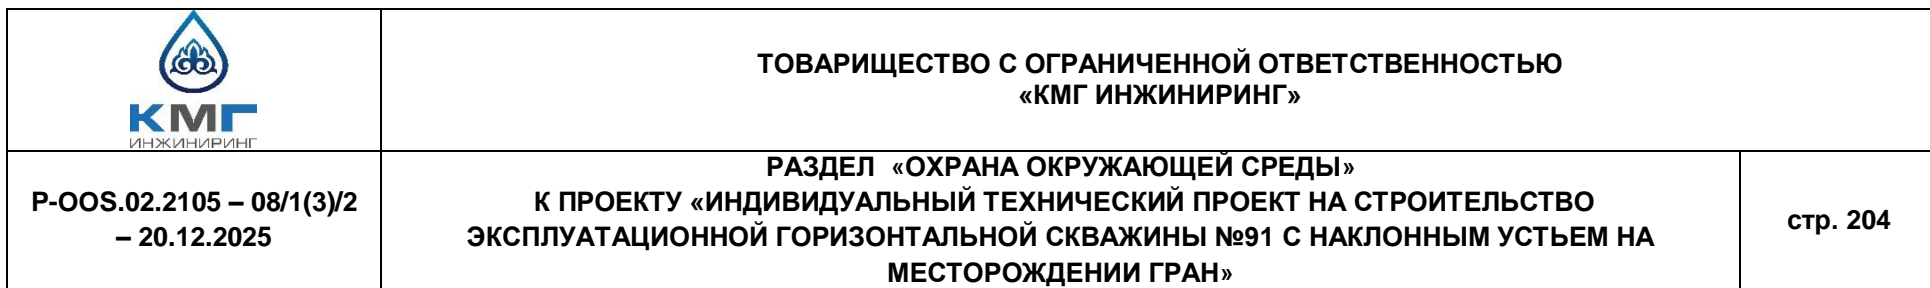 КМГ
ИНЖИНИРИНГ
ТОВАРИЩЕСТВО С ОГРАНИЧЕННОЙ ОТВЕТСТВЕННОСТЬЮ
«КМГ ИНЖИНИРИНГ»
P-OOS.02.2105 – 08/1(3)/2
– 20.12.2025
РАЗДЕЛ «ОХРАНА ОКРУЖАЮЩЕЙ СРЕДЫ»
К ПРОЕКТУ «ИНДИВИДУАЛЬНЫЙ ТЕХНИЧЕСКИЙ ПРОЕКТ НА СТРОИТЕЛЬСТВО
ЭКСПЛУАТАЦИОННОЙ ГОРИЗОНТАЛЬНОЙ СКВАЖИНЫ №91 С НАКЛОННЫМ УСТЬЕМ НА
МЕСТОРОЖДЕНИИ ГРАН»
стр. 204